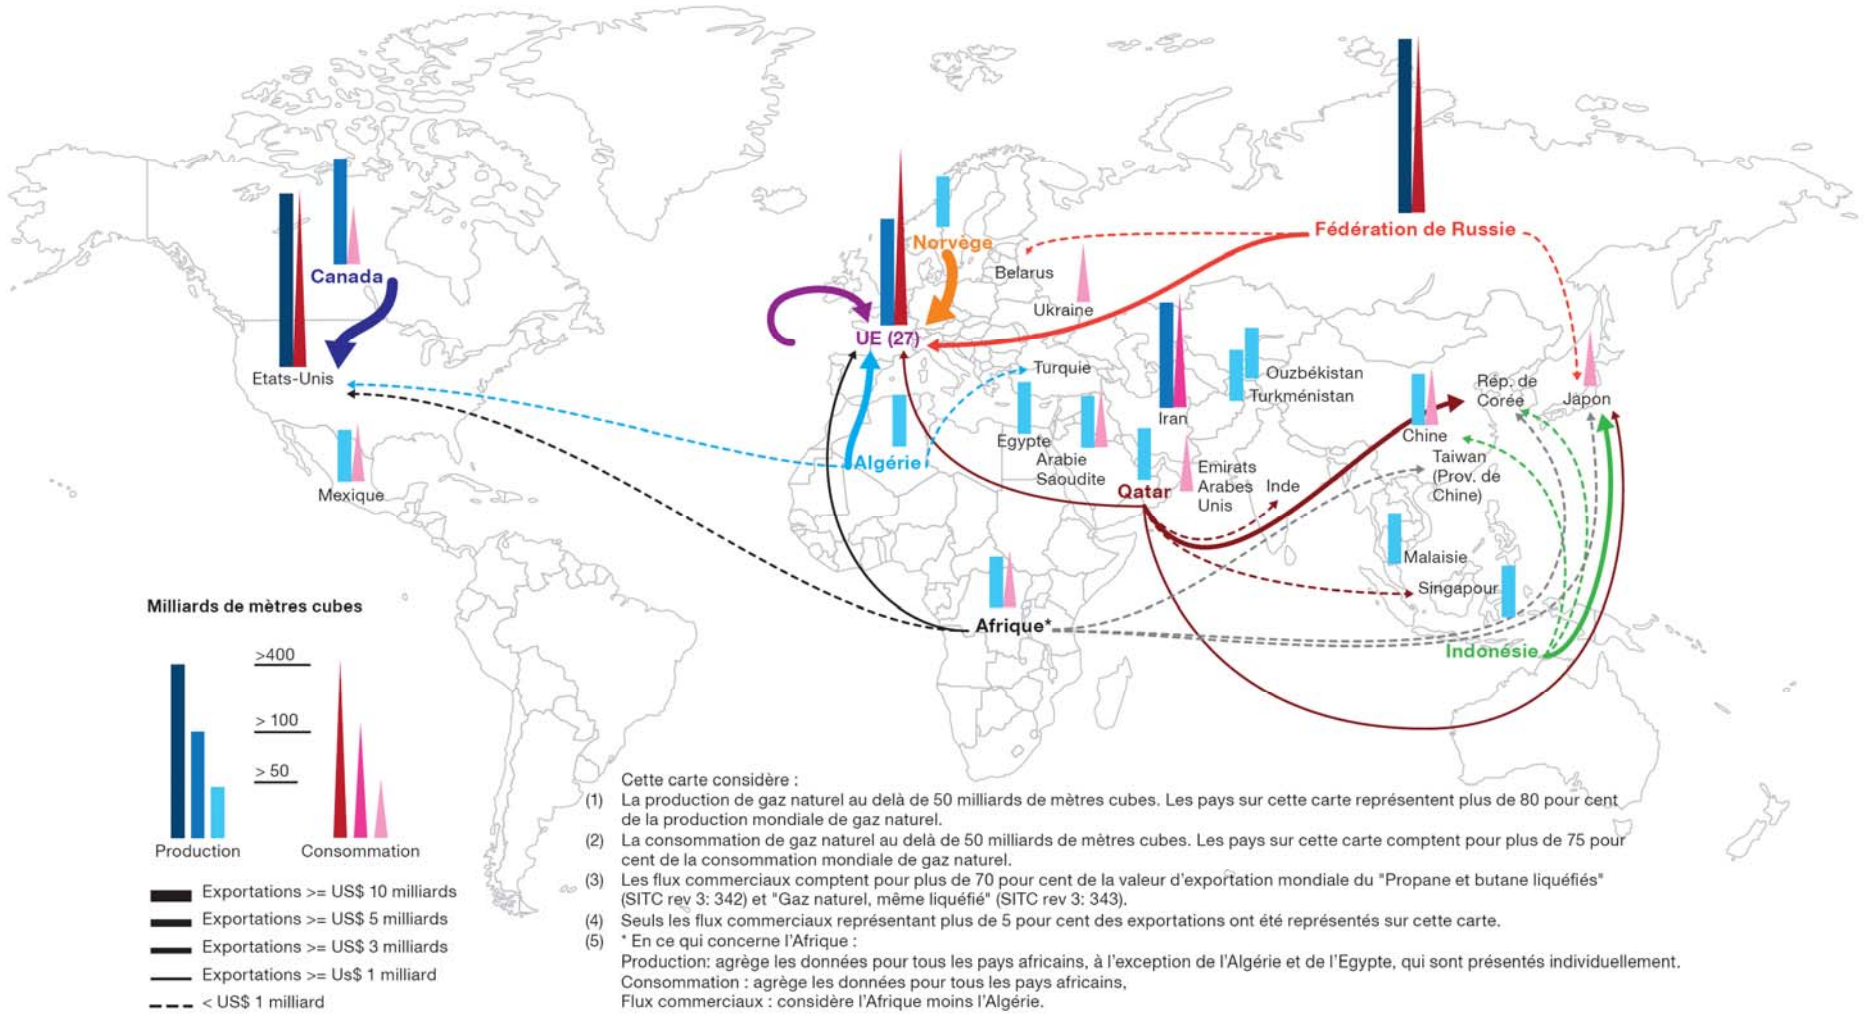 Fédération de Russie
Norvège
Canada
Belarus
Ukraine
UE (27)
Etats-Unis
Turquie
Ouzbékistan
Turkménistan
Rép. de
Corée
Japon
Iran
Egypte
Chine
Algérie
Arabie
Saoudite
Taiwan
(Prov. de
Chine)
Emirats
Arabes
Unis
Inde
Qatar
Mexique
Malaisie
Singapour
Afrique*
Indonésie
Milliards de mètres cubes
>400
> 100
> 50
Production
Consommation
Exportations >= US$ 10 milliards
Exportations >= US$ 5 milliards
Exportations >= US$ 3 milliards
Exportations >= Us$ 1 milliard
< US$ 1 milliard
Cette carte considère :
(1) La production de gaz naturel au delà de 50 milliards de mètres cubes. Les pays sur cette carte représentent plus de 80 pour cent
de la production mondiale de gaz naturel.
(2) La consommation de gaz naturel au delà de 50 milliards de mètres cubes. Les pays sur cette carte comptent pour plus de 75 pour
cent de la consommation mondiale de gaz naturel.
(3) Les flux commerciaux comptent pour plus de 70 pour cent de la valeur d'exportation mondiale du "Propane et butane liquéfiés"
(SITC rev 3: 342) et "Gaz naturel, même liquéfié" (SITC rev 3: 343).
(4) Seuls les flux commerciaux représentant plus de 5 pour cent des exportations ont été représentés sur cette carte.
(5) * En ce qui concerne l'Afrique :
Production: agrège les données pour tous les pays africains, à l'exception de l'Algérie et de l'Egypte, qui sont présentés individuellement.
Consommation : agrège les données pour tous les pays africains,
Flux commerciaux : considère l'Afrique moins l'Algérie.